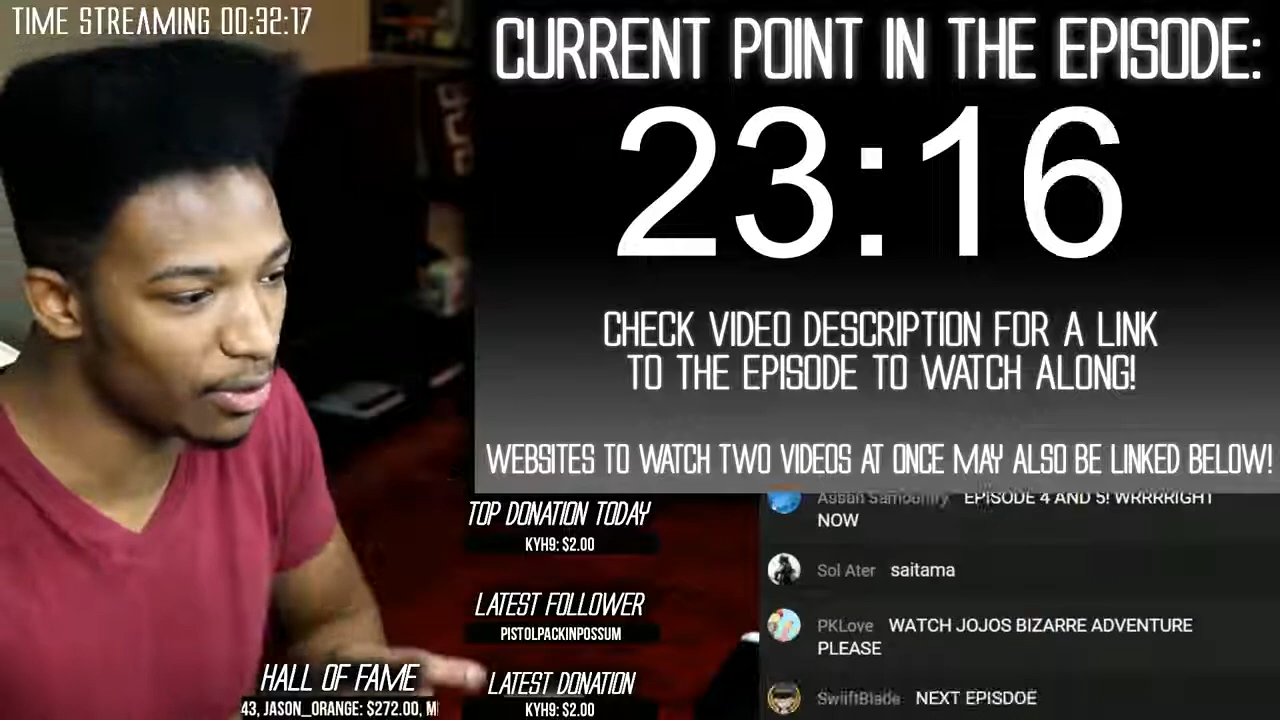 TIME STREAMING 00:32:17
CURRENT POINT IN THE EPISODE:
23:16
CHECK VIDEO DESCRIPTION FOR A LINK
TO THE EPISODE TO WATCH ALONG!
WEBSITES TO WATCH TWO VIDEOS AT ONCE MAY ALSO BE LINKED BELOW!
TOP DONATION TODAY
KYH9: $2.00
LATEST FOLLOWER
PISTOLPACKINPOSSUM
LATEST DONATION
KYH9: $2.00
HALL OF FAME
43, JASON_ORANGE: $272.00, M
EPISODE 4 AND 5! WRRRRIGHT
NOW
Sol Ater saitama
PKLove WATCH JOJOS BIZARRE ADVENTURE
PLEASE
SwiiftBlade NEXT EPISDOE